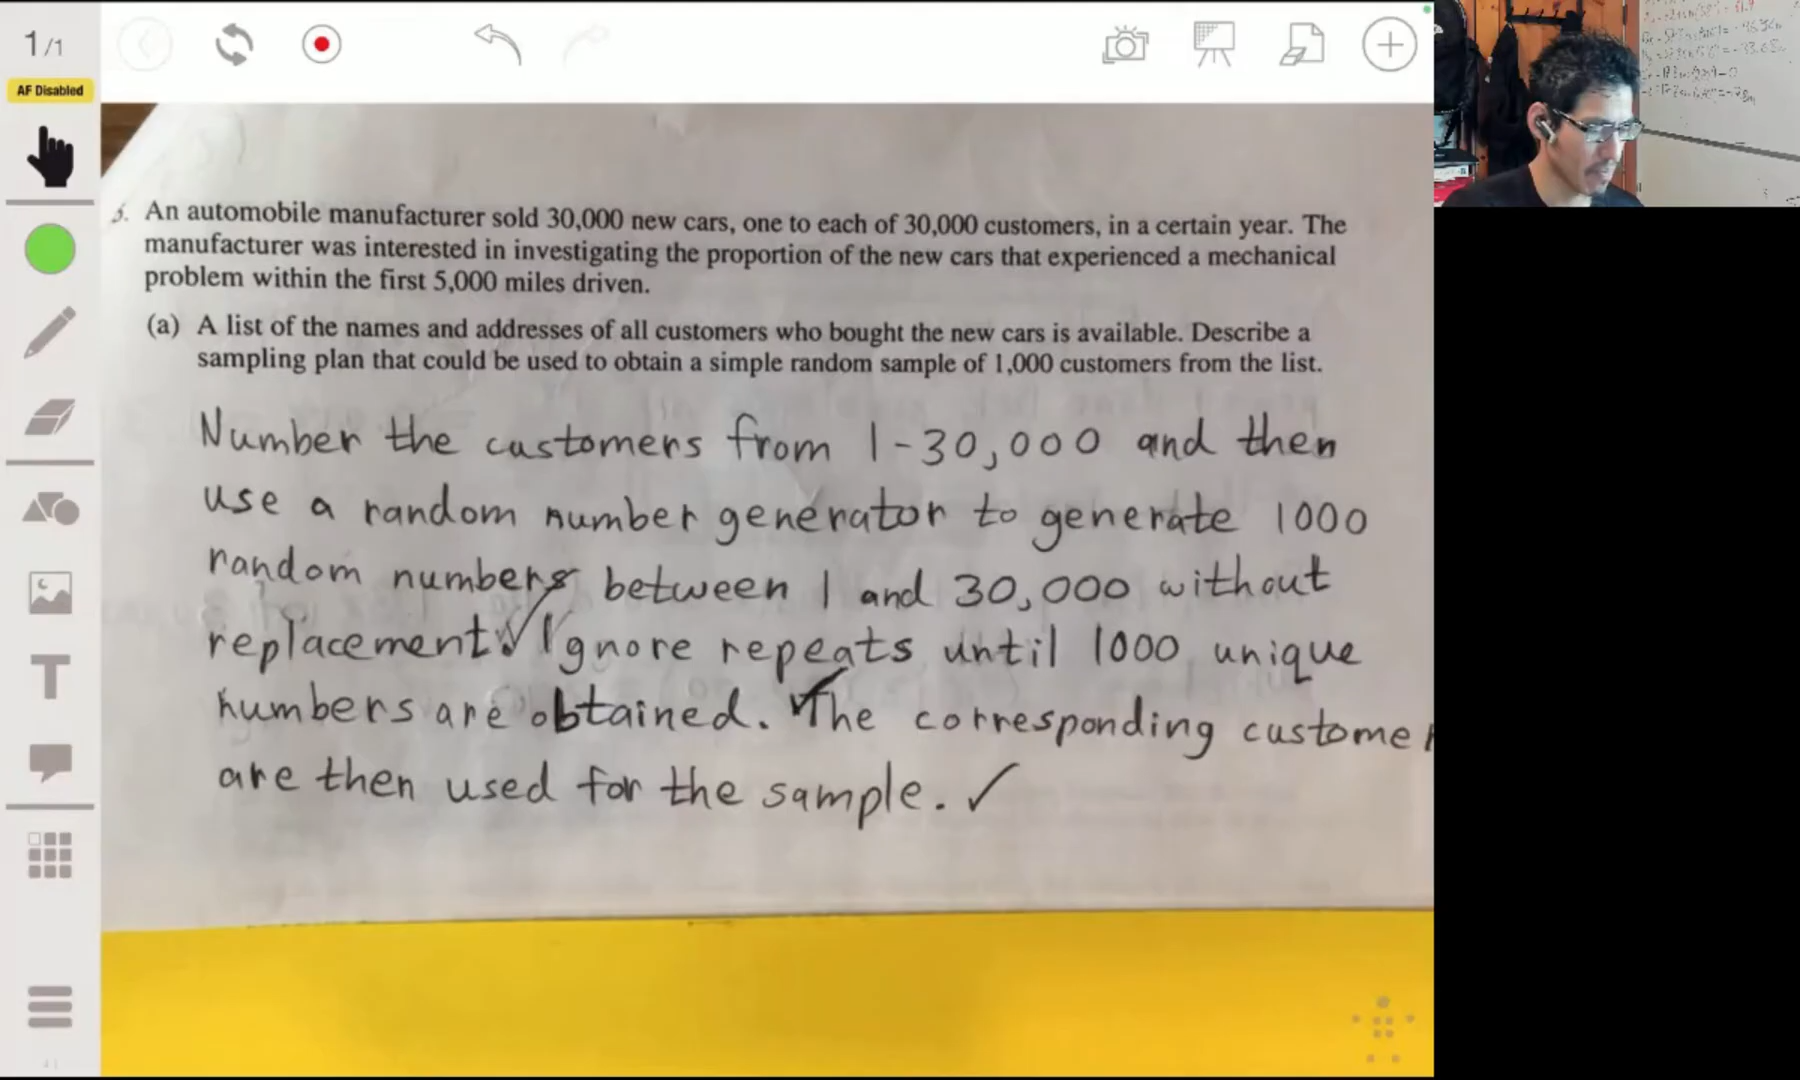 1/1
AF Disabled
An automobile manufacturer sold 30,000 new cars, one to each of 30,000 customers, in a certain year. The
manufacturer was interested in investigating the proportion of the new cars that experienced a mechanical
problem within the first 5,000 miles driven.
(a) A list of the names and addresses of all customers who bought the new cars is available. Describe a
sampling plan that could be used to obtain a simple random sample of 1,000 customers from the list.
Number the customers from 1-30,000 and then
use a random number generator to generate 1000
random numbers between 1 and 30,000 without
replacement. Ignore repeats until 1000 unique
numbers are obtained. The corresponding customer
are then used for the sample. ✓
T